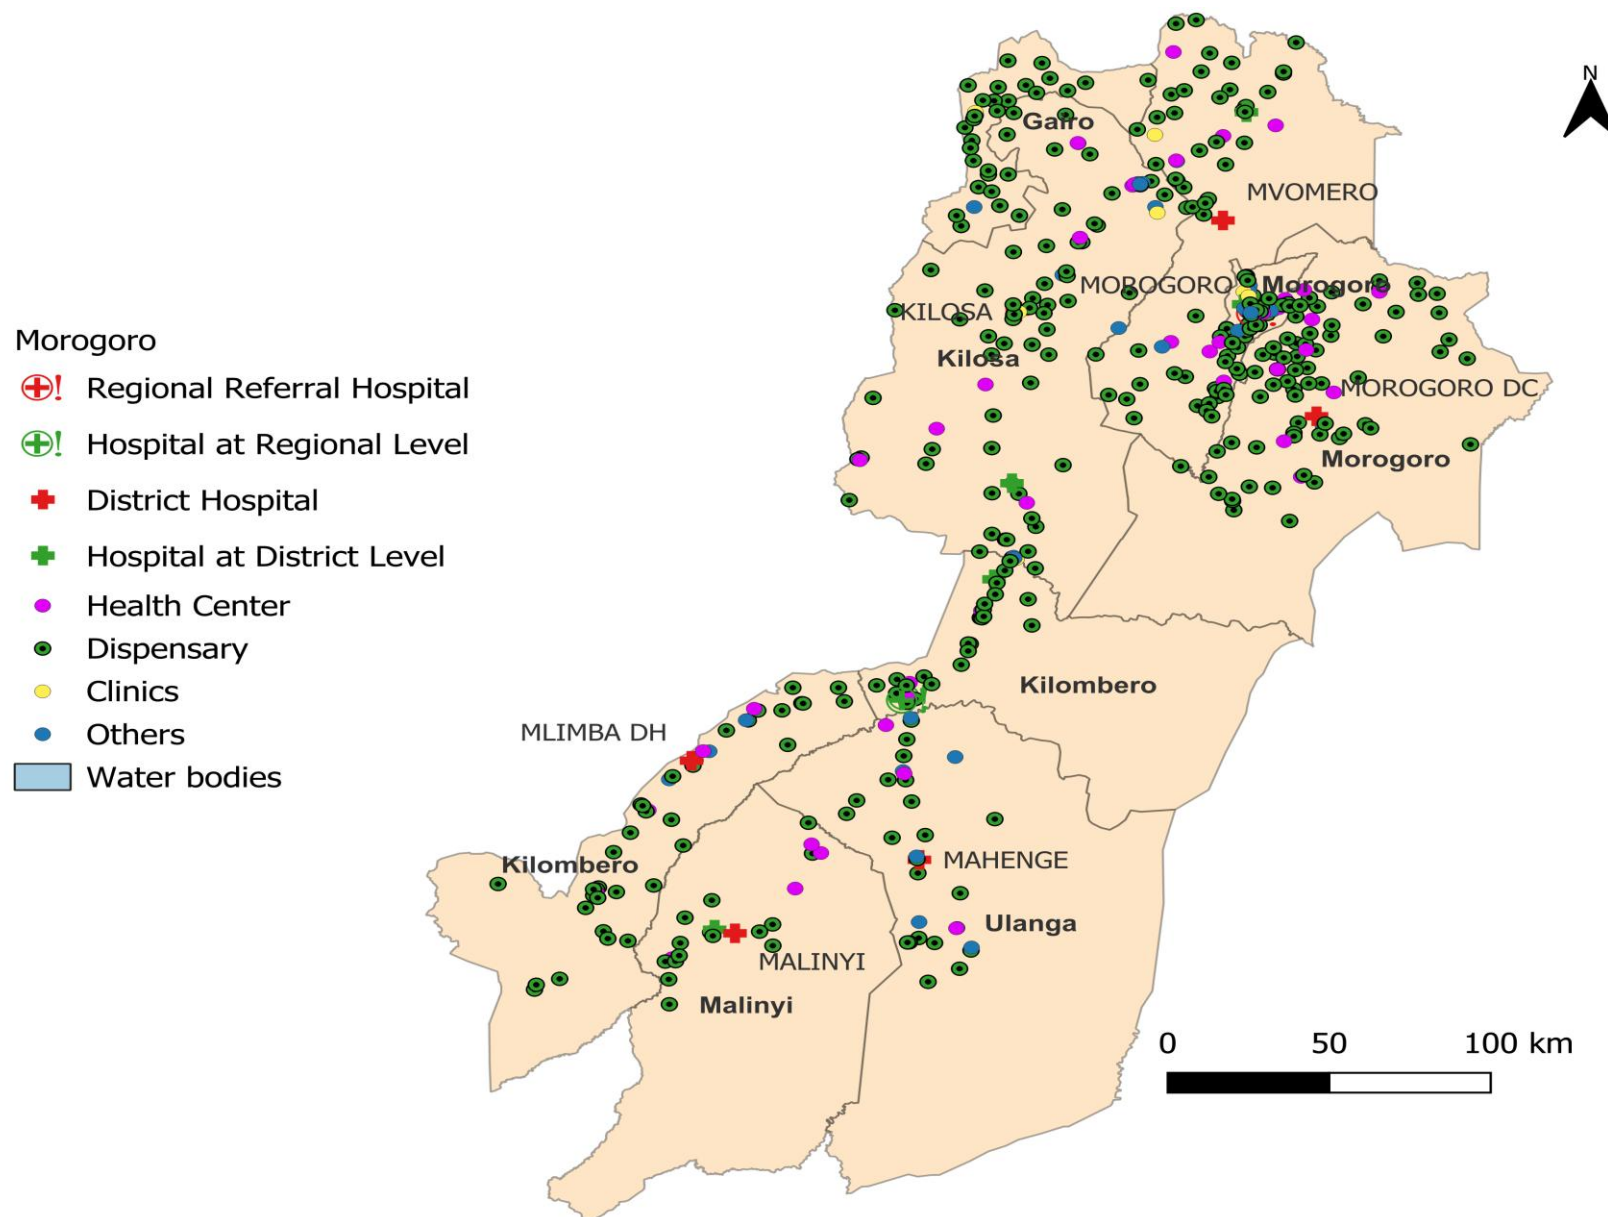 N
Gairo
MVOMERO
MOROGORO
Morogoro
KILOSA
Kilosa
MOROGORO DC
Morogoro
Morogoro
Regional Referral Hospital
Hospital at Regional Level
District Hospital
Hospital at District Level
Health Center
Dispensary
Clinics
Others
Water bodies
Kilombero
MLIMBA DH
Kilombero
MAHENGE
Ulanga
MALINYI
Malinyi
0 50 100 km